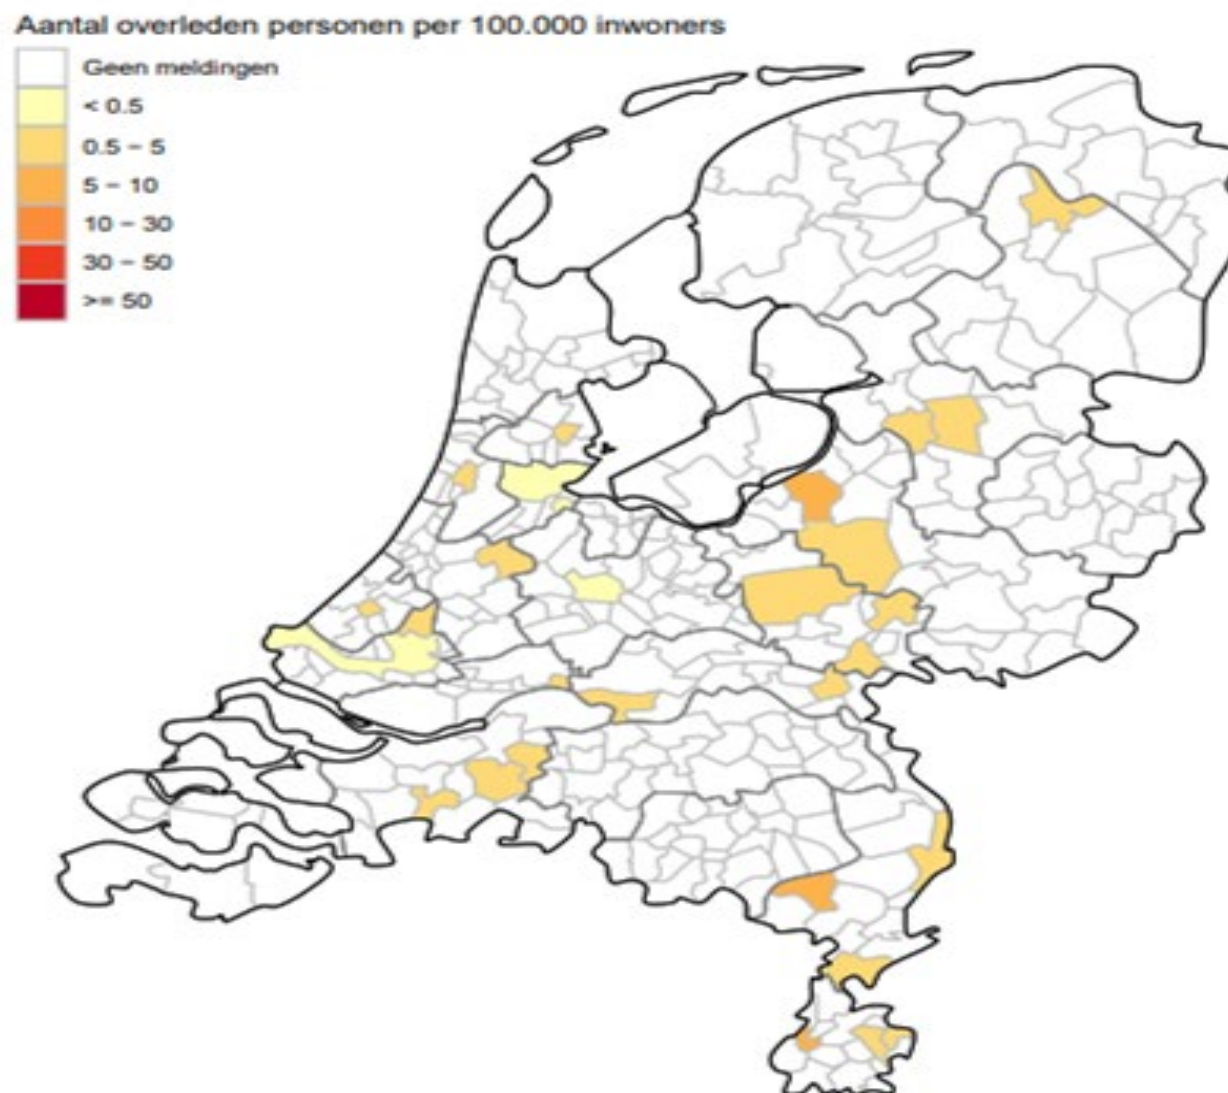 Aantal overleden personen per 100.000 inwoners
Geen meldingen
< 0.5
0.5 – 5
5 – 10
10 – 30
30 – 50
>= 50